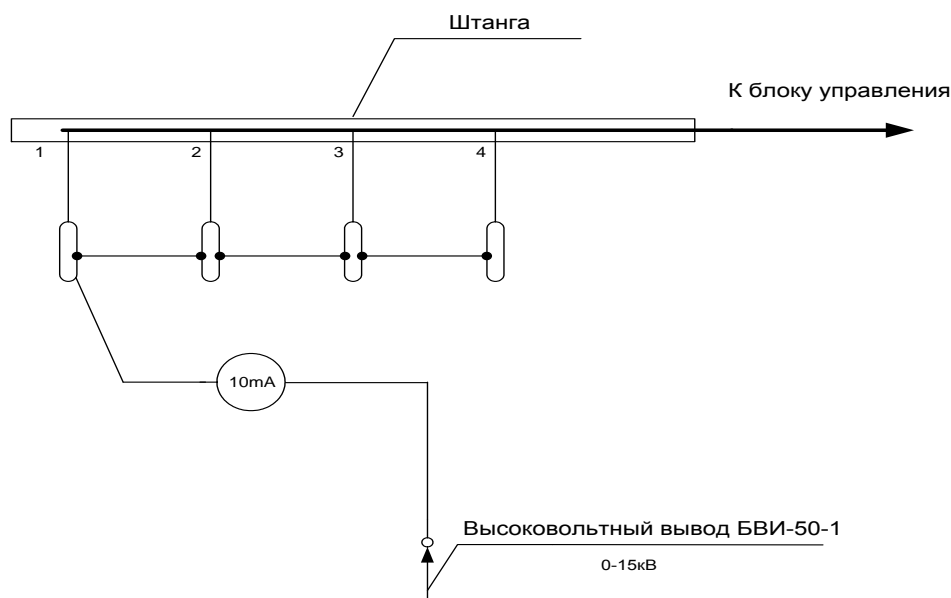 Штанга
К блоку управления
1 2 3 4
10mA
Высоковольтный вывод БВИ-50-1
0-15кВ